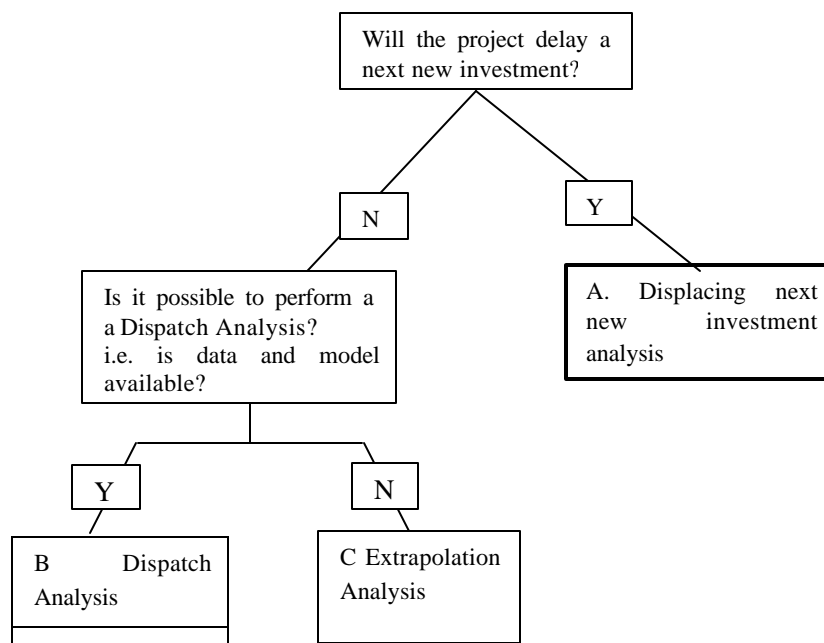 Will the project delay a
next new investment?
N
Y
Is it possible to perform a
a Dispatch Analysis?
i.e. is data and model
available?
A. Displacing next
new investment
analysis
Y
N
B Dispatch
Analysis
C Extrapolation
Analysis